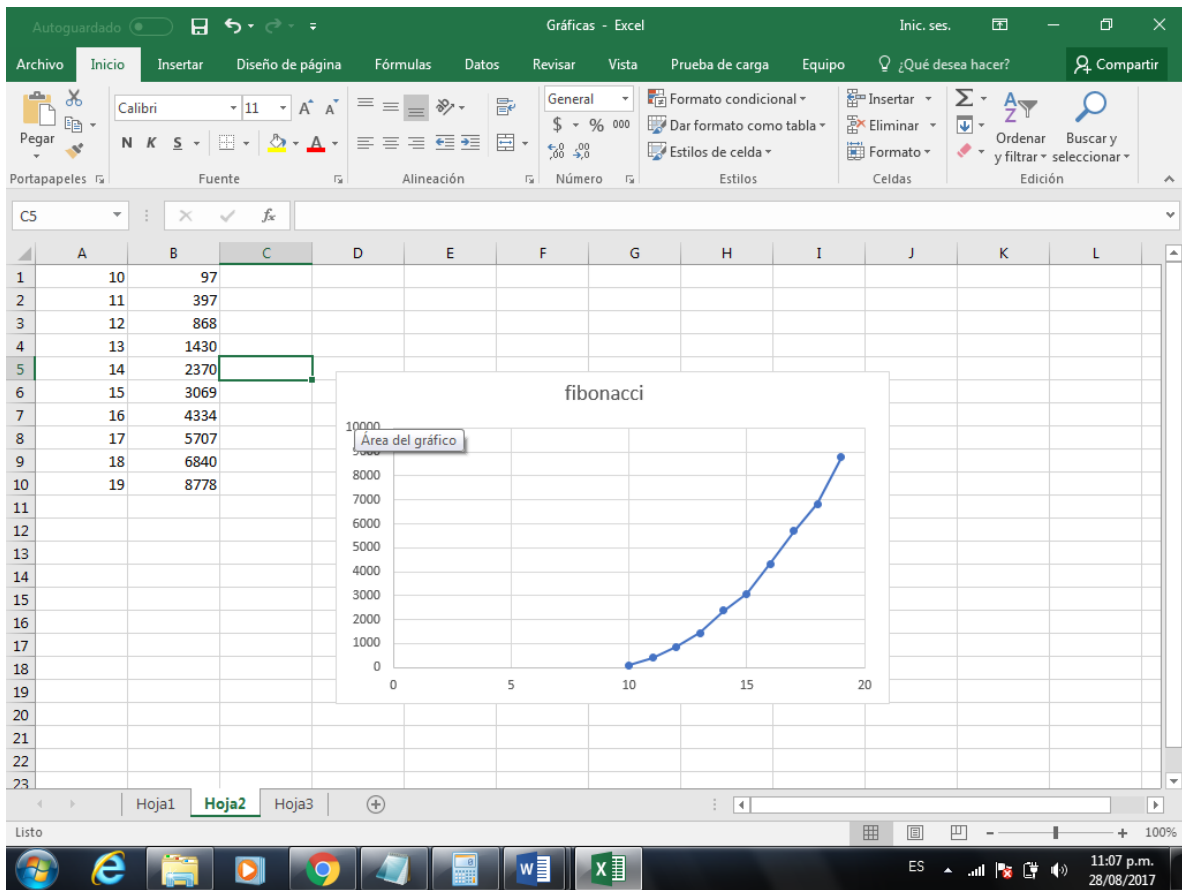 Autoguardado
Gráficas - Excel
Inic. ses.
Archivo Inicio Insertar Diseño de página Fórmulas Datos Revisar Vista Prueba de carga Equipo ¿Qué desea hacer? Compartir
Pegar
Calibri 11
N K S
General
$ % 000
Formato condicional
Dar formato como tabla
Estilos de celda
Insertar
Eliminar
Formato
Ordenar y filtrar
Buscar y seleccionar
Portapapeles Fuente Alineación Número Estilos Celdas Edición
C5 fx
A B C D E F G H I J K L
1 10 97
2 11 397
3 12 868
4 13 1430
5 14 2370
6 15 3069
7 16 4334
8 17 5707
9 18 6840
10 19 8778
11
12
13
14
15
16
17
18
19
20
21
22
23
fibonacci
10000
Área del gráfico
9000
8000
7000
6000
5000
4000
3000
2000
1000
0
0 5 10 15 20
Hoja1 Hoja2 Hoja3
Listo
100%
ES
11:07 p.m.
28/08/2017